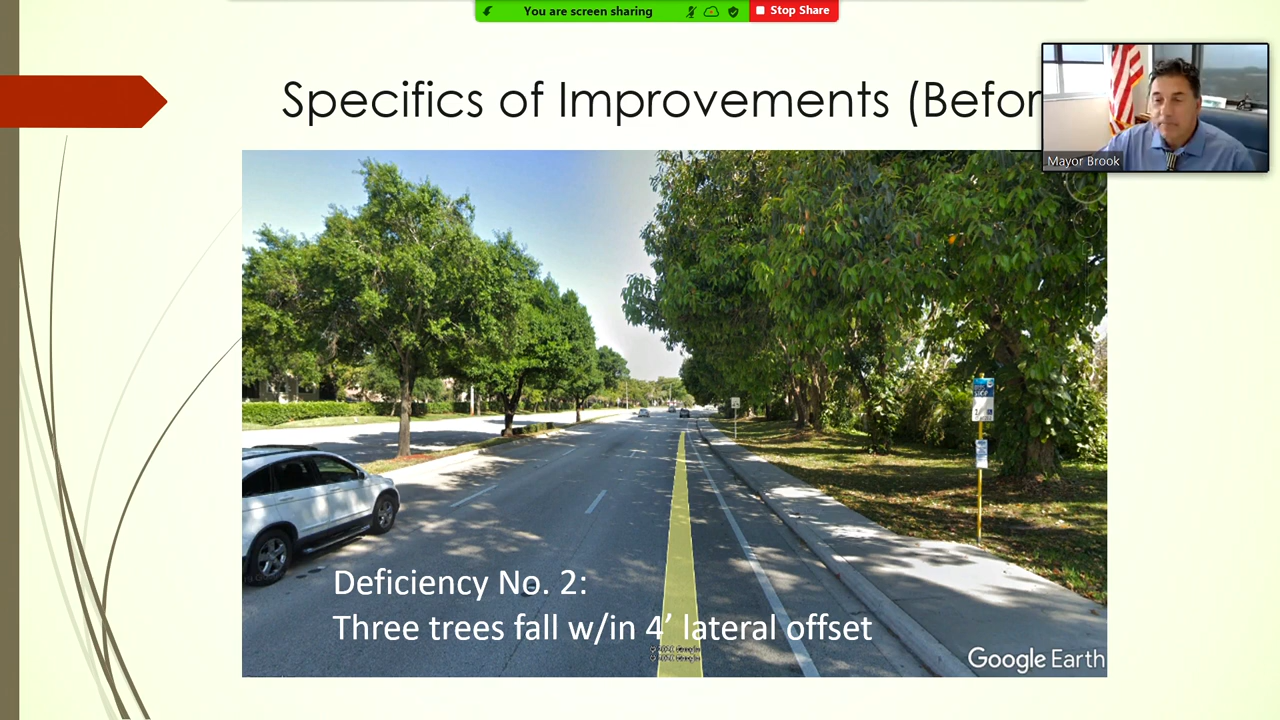 You are screen sharing
Stop Share
Specifics of Improvements (Befor
Mayor Brook
STOP
Deficiency No. 2:
Three trees fall w/in 4’ lateral offset
Google Earth